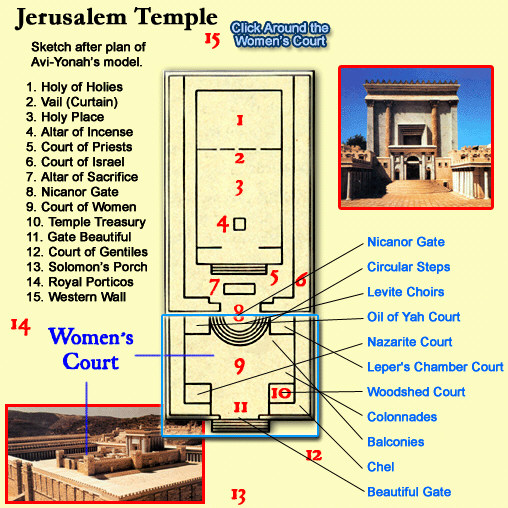 Jerusalem Temple
Sketch after plan of
Avi-Yonah's model.
15
Click Around the
Women's Court
1. Holy of Holies
2. Vail (Curtain)
3. Holy Place
4. Altar of Incense
5. Court of Priests
6. Court of Israel
7. Altar of Sacrifice
8. Nicanor Gate
9. Court of Women
10. Temple Treasury
11. Gate Beautiful
12. Court of Gentiles
13. Solomon's Porch
14. Royal Porticos
15. Western Wall
1
2
3
4
5
6
7
8
9
10
11
12
13
14
Women's
Court
Nicanor Gate
Circular Steps
Levite Choirs
Oil of Yah Court
Nazarite Court
Leper's Chamber Court
Woodshed Court
Colonnades
Balconies
Chel
Beautiful Gate